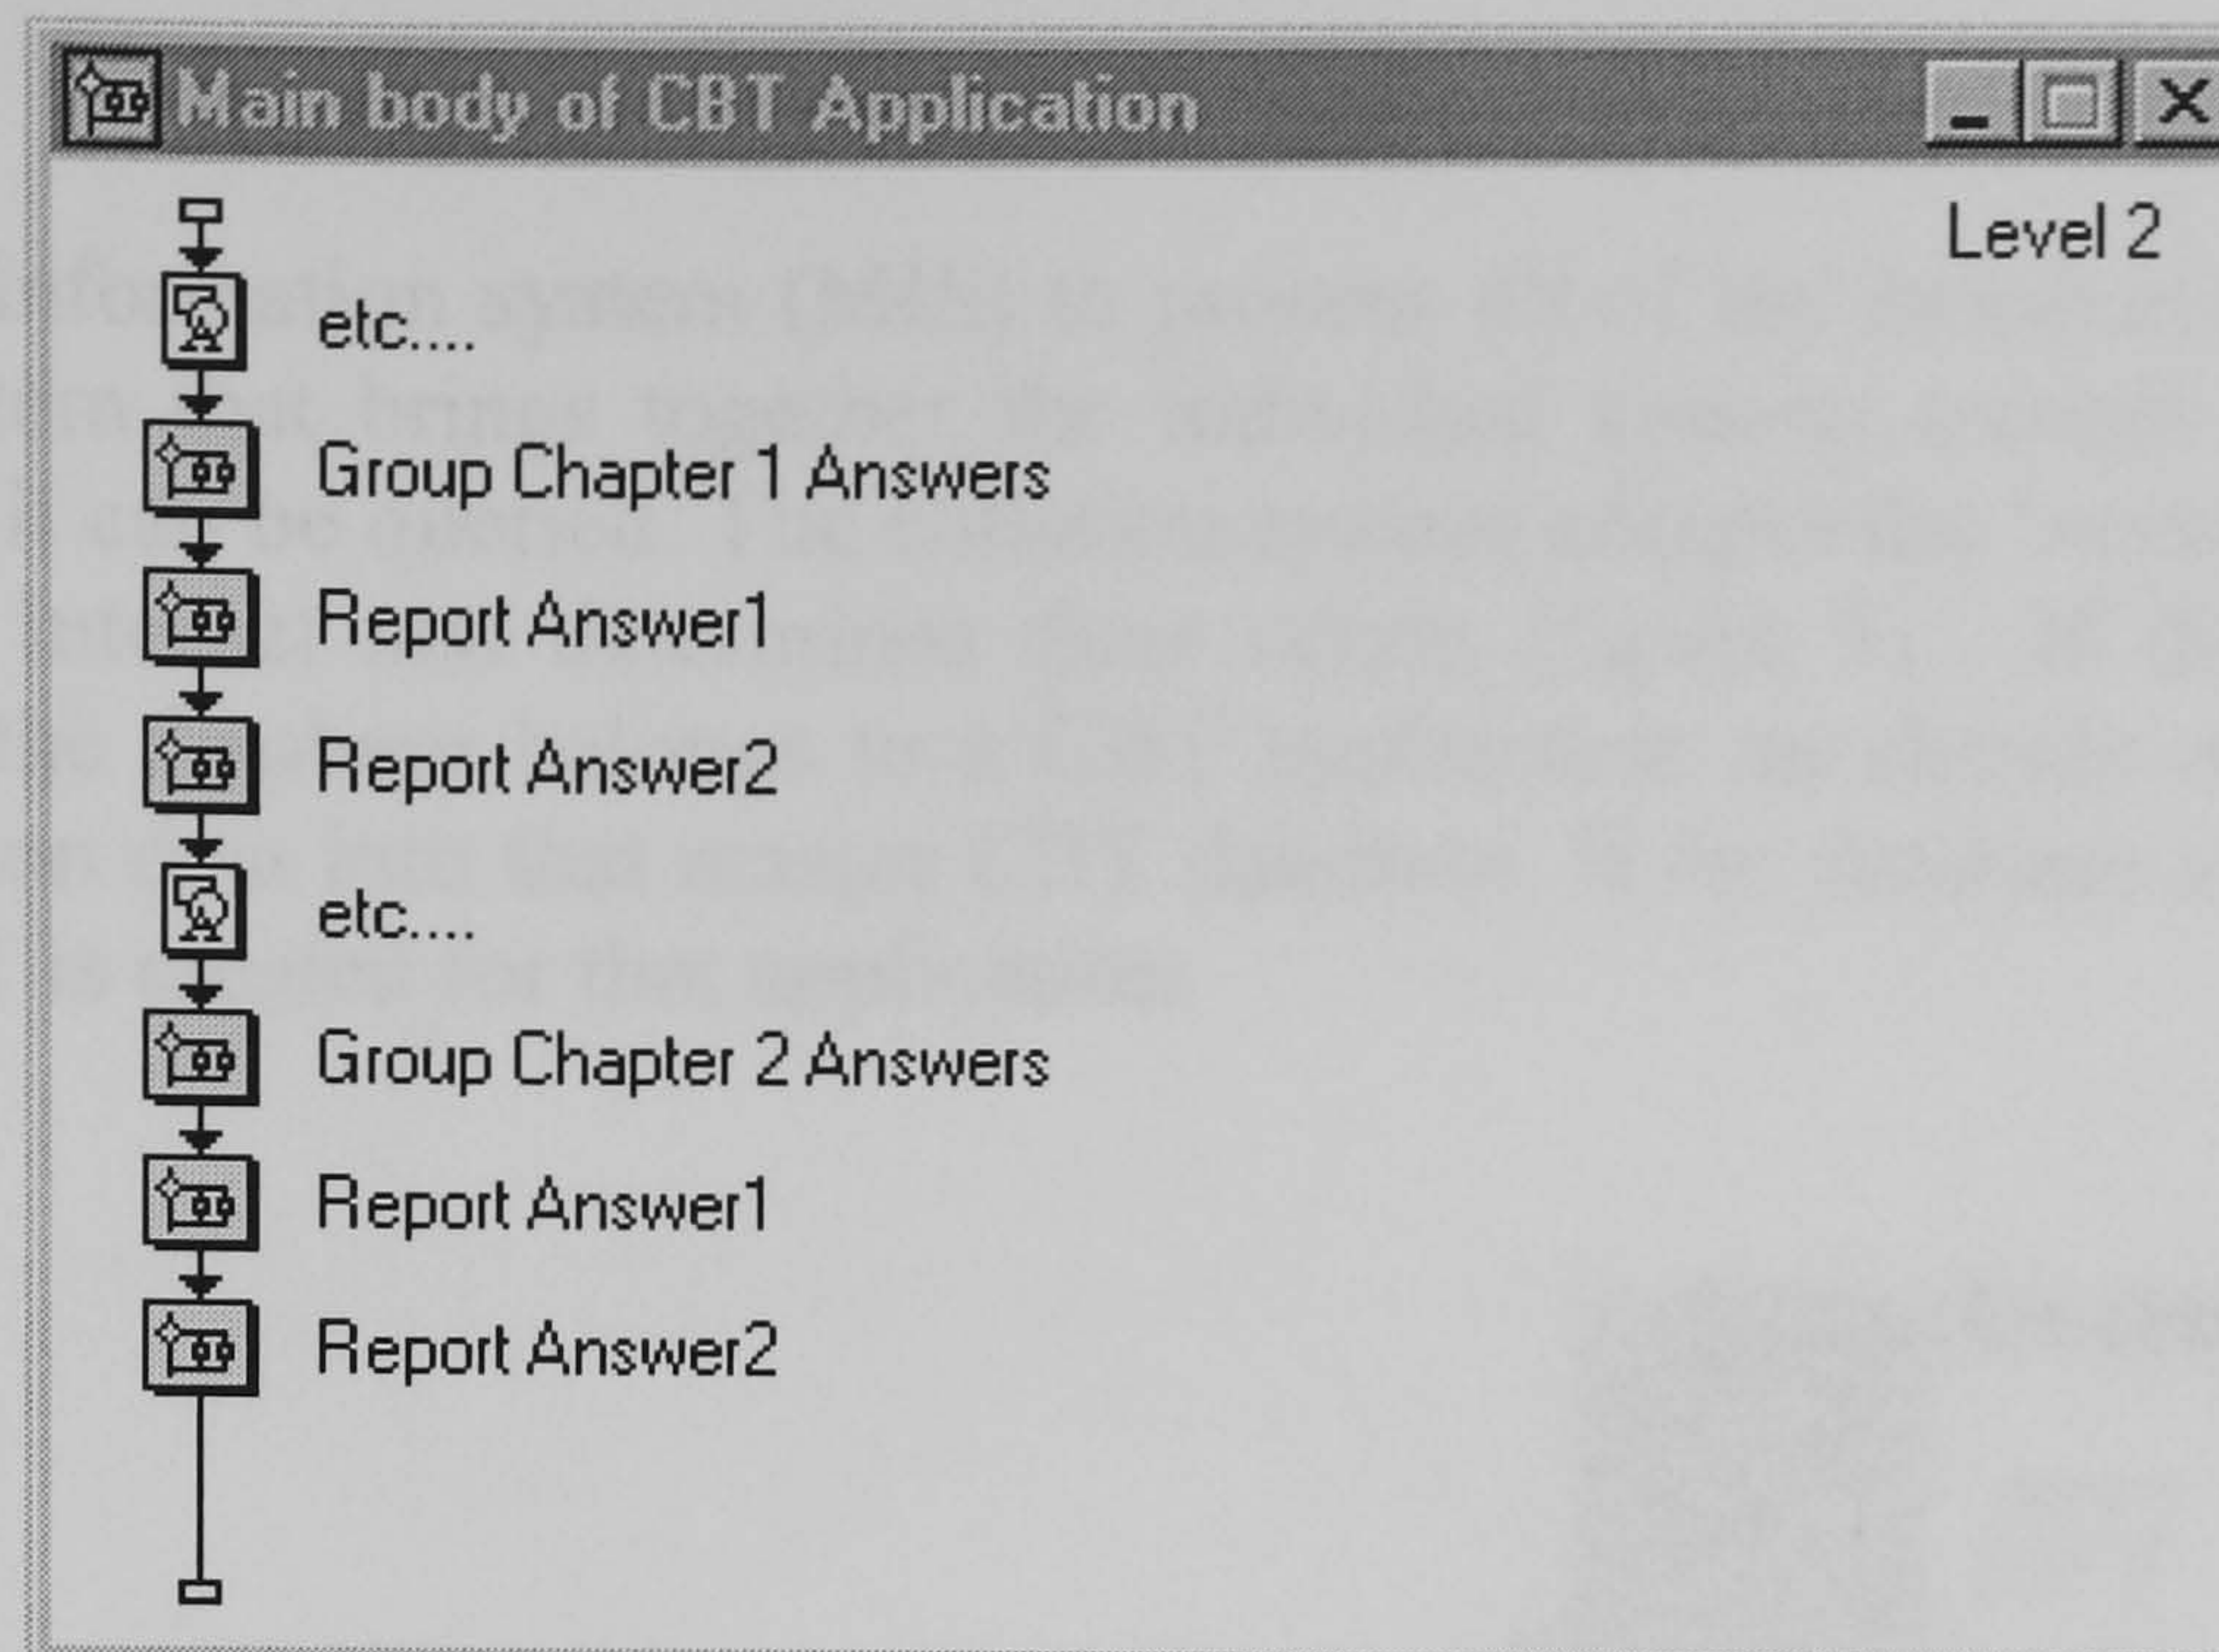 Main body of CBT Application
Level 2
etc....
Group Chapter 1 Answers
Report Answer1
Report Answer2
etc....
Group Chapter 2 Answers
Report Answer1
Report Answer2